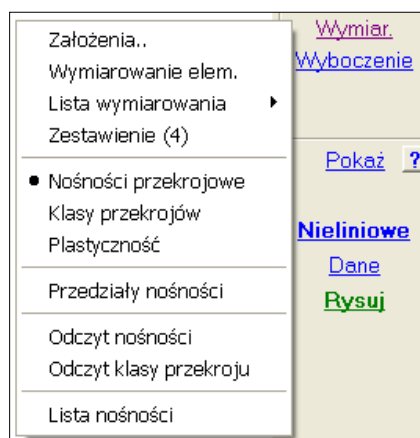 Założenia..
Wymiarowanie elem.
Lista wymiarowania
Zestawienie (4)
Nośności przekrojowe
Klasy przekrojów
Plastyczność
Przedziały nośności
Odczyt nośności
Odczyt klasy przekroju
Lista nośności
Wymiar.
Wyboczenie
Pokaż ?
Nieliniowe
Dane
Rysuj